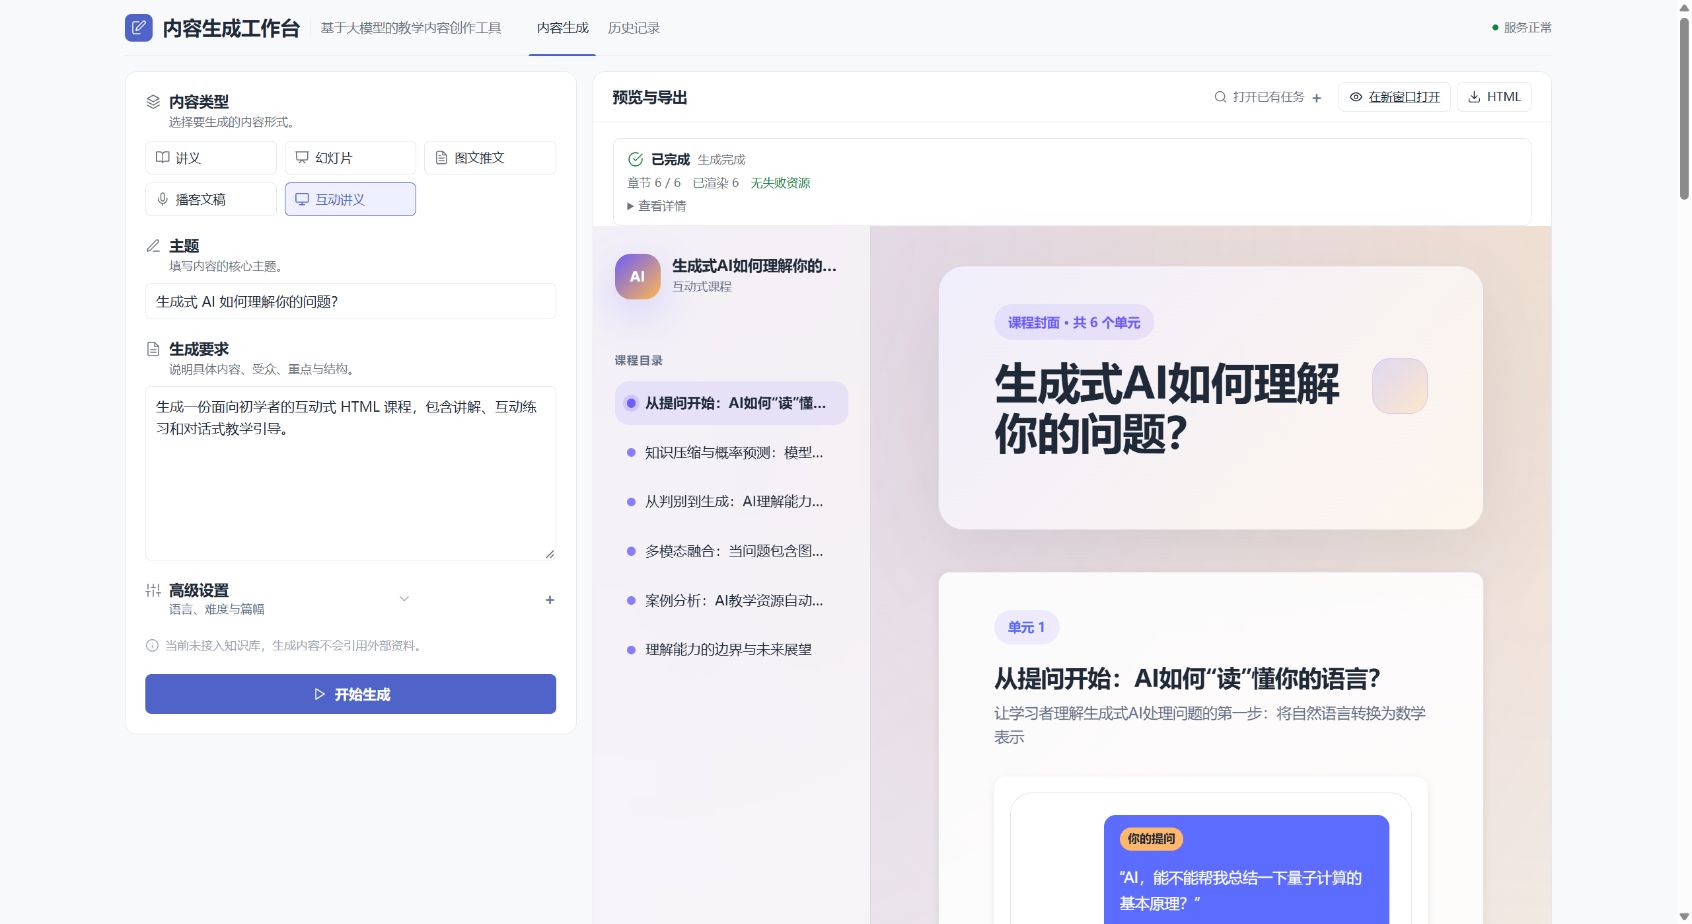 内容生成工作台
基于大模型的教学内容创作工具
内容生成
历史记录
服务正常
内容类型
选择要生成的内容形式。
讲义
幻灯片
图文推文
播客文稿
互动讲义
主题
填写内容的核心主题。
生成式 AI 如何理解你的问题？
生成要求
说明具体内容、受众、重点与结构。
生成一份面向初学者的互动式 HTML 课程，包含讲解、互动练
习和对话式教学引导。
高级设置
语言、难度与篇幅
当前未接入知识库，生成内容不会引用外部资料。
开始生成
预览与导出
打开已有任务 +
在新窗口打开
HTML
已完成 生成完成
章节 6 / 6 已渲染 6 无失败资源
查看详情
AI
生成式AI如何理解你的...
互动式课程
课程目录
从提问开始：AI如何“读”懂...
知识压缩与概率预测：模型...
从判别到生成：AI理解能力...
多模态融合：当问题包含图...
案例分析：AI教学资源自动...
理解能力的边界与未来展望
课程封面 • 共 6 个单元
生成式AI如何理解
你的问题？
单元 1
从提问开始：AI如何“读”懂你的语言？
让学习者理解生成式AI处理问题的第一步：将自然语言转换为数学
表示
你的提问
“AI，能不能帮我总结一下量子计算的
基本原理？”